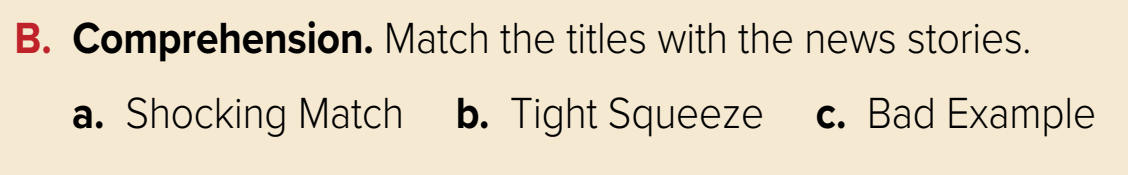 B. Comprehension. Match the titles with the news stories.
a. Shocking Match b. Tight Squeeze c. Bad Example